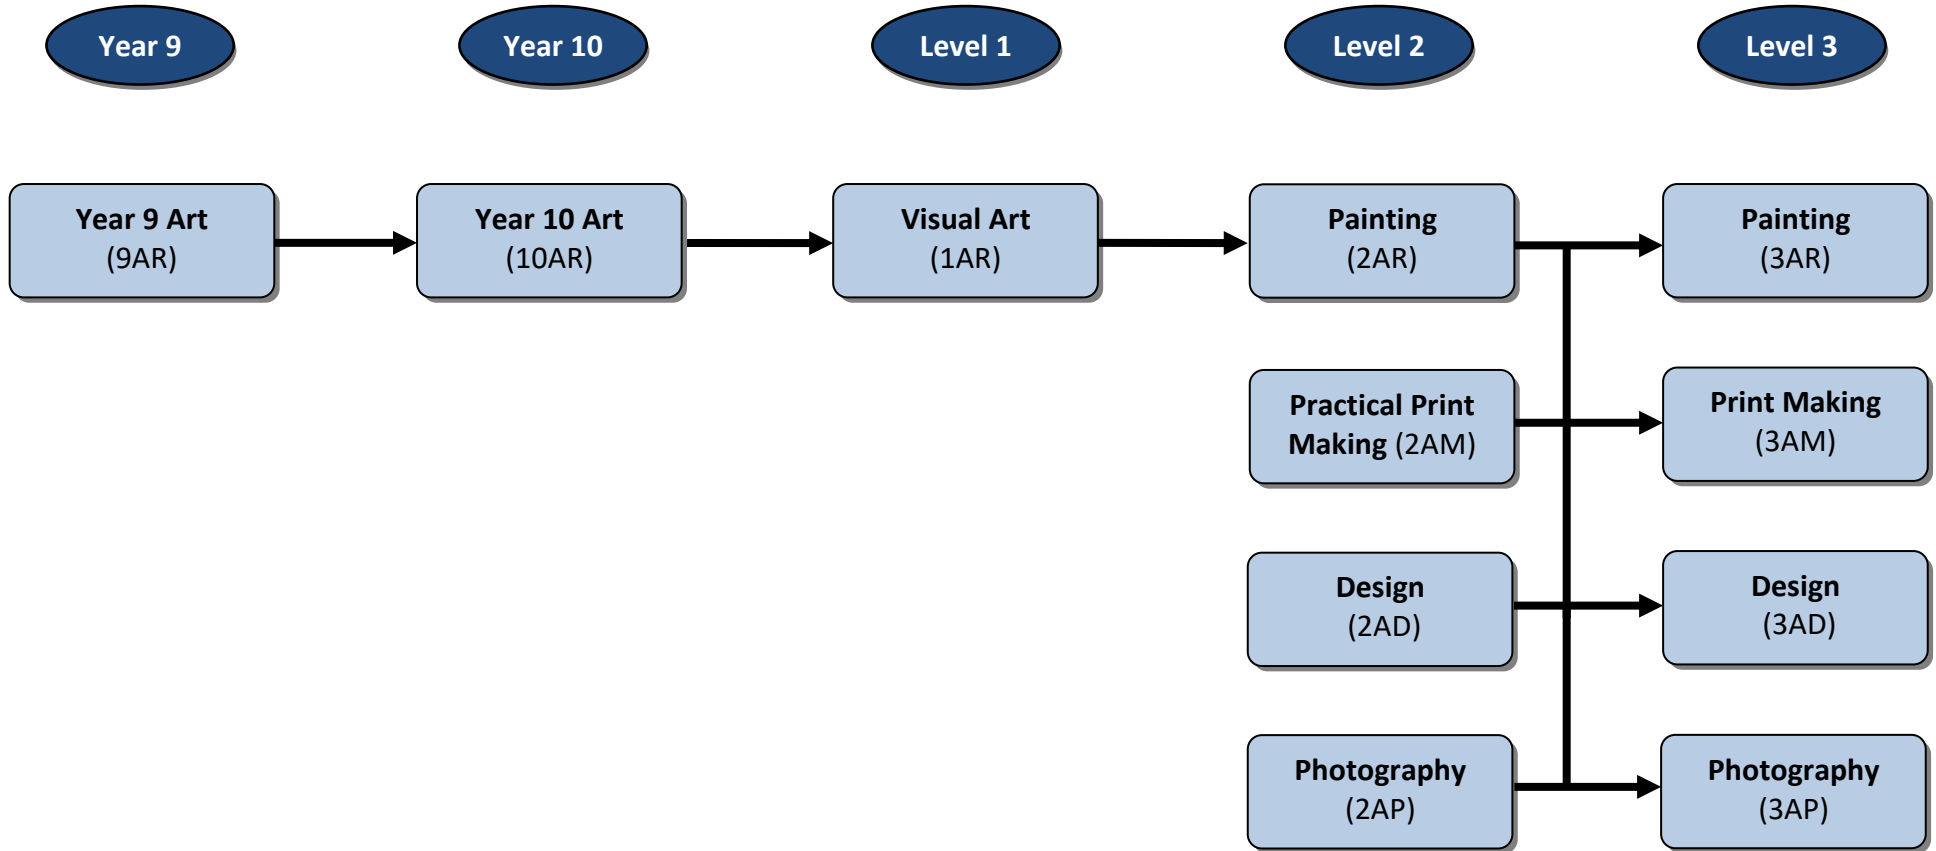 Year 9
Year 10
Level 1
Level 2
Level 3
Year 9 Art
(9AR)
Year 10 Art
(10AR)
Visual Art
(1AR)
Painting
(2AR)
Painting
(3AR)
Practical Print
Making (2AM)
Print Making
(3AM)
Design
(2AD)
Design
(3AD)
Photography
(2AP)
Photography
(3AP)